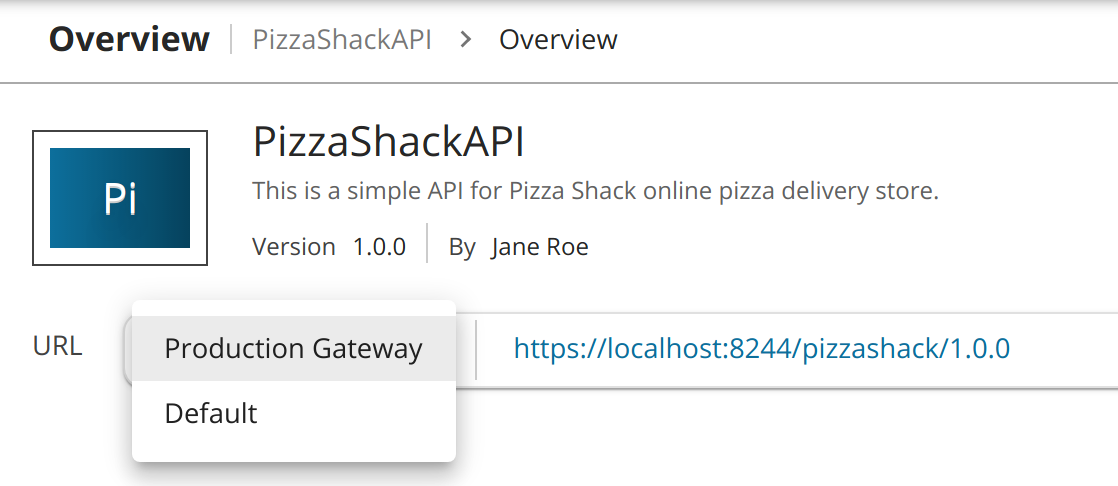 Overview PizzaShackAPI > Overview
PizzaShackAPI
Pi
This is a simple API for Pizza Shack online pizza delivery store.
Version 1.0.0 By Jane Roe
URL Production Gateway https://localhost:8244/pizzashack/1.0.0
Default